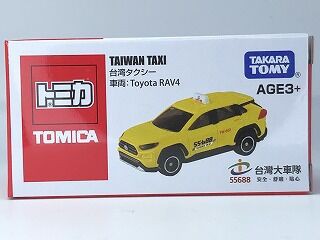 TAIWAN TAXI
台湾タクシー
車両:Toyota RAV4
TAKARA
TOMY
AGE3+
トミカ
TOMICA
55688
55688
台灣大車隊
安全・舒適・貼心